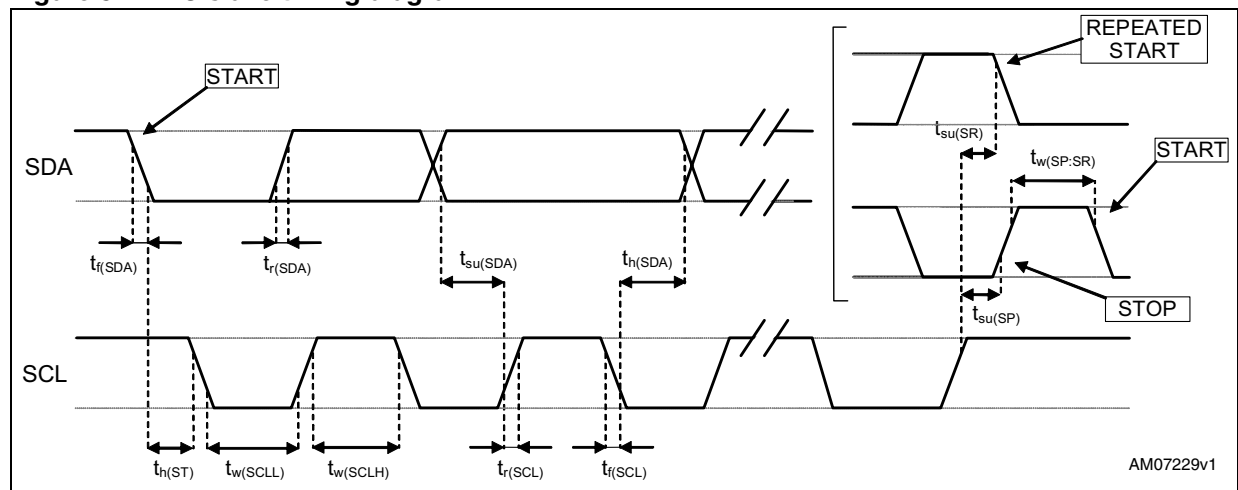 REPEATED
START
START
SDA
t_su(SR)
t_w(SP:SR)
START
t_f(SDA)
t_r(SDA)
t_su(SDA)
t_h(SDA)
t_su(SP)
STOP
SCL
t_h(ST)
t_w(SCLL)
t_w(SCLH)
t_r(SCL)
t_f(SCL)
AM07229v1